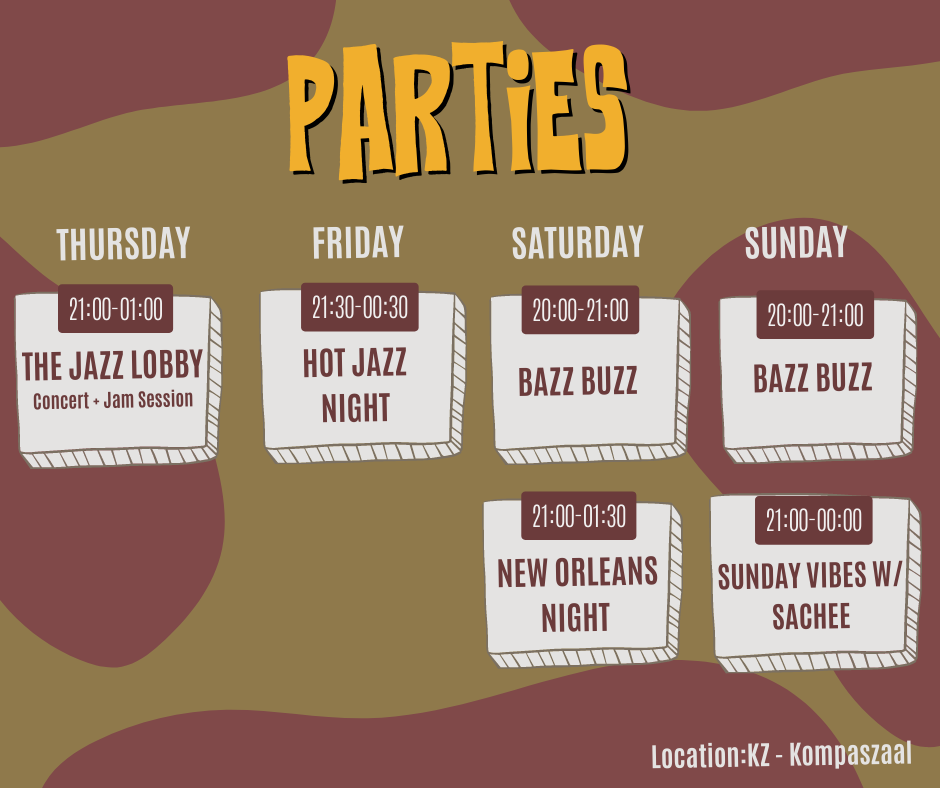 PARTiES
THURSDAY
21:00-01:00
THE JAZZ LOBBY
Concert + Jam Session
FRIDAY
21:30-00:30
HOT JAZZ
NIGHT
SATURDAY
20:00-21:00
BAZZ BUZZ
21:00-01:30
NEW ORLEANS
NIGHT
SUNDAY
20:00-21:00
BAZZ BUZZ
21:00-00:00
SUNDAY VIBES W/
SACHEE
Location:KZ - Kompaszaal